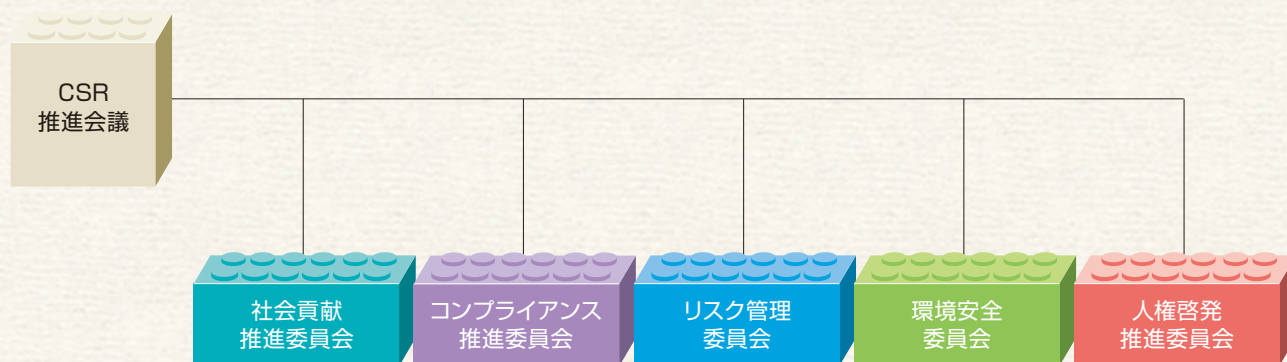 CSR
推進会議
社会貢献
推進委員会
コンプライアンス
推進委員会
リスク管理
委員会
環境安全
委員会
人権啓発
推進委員会